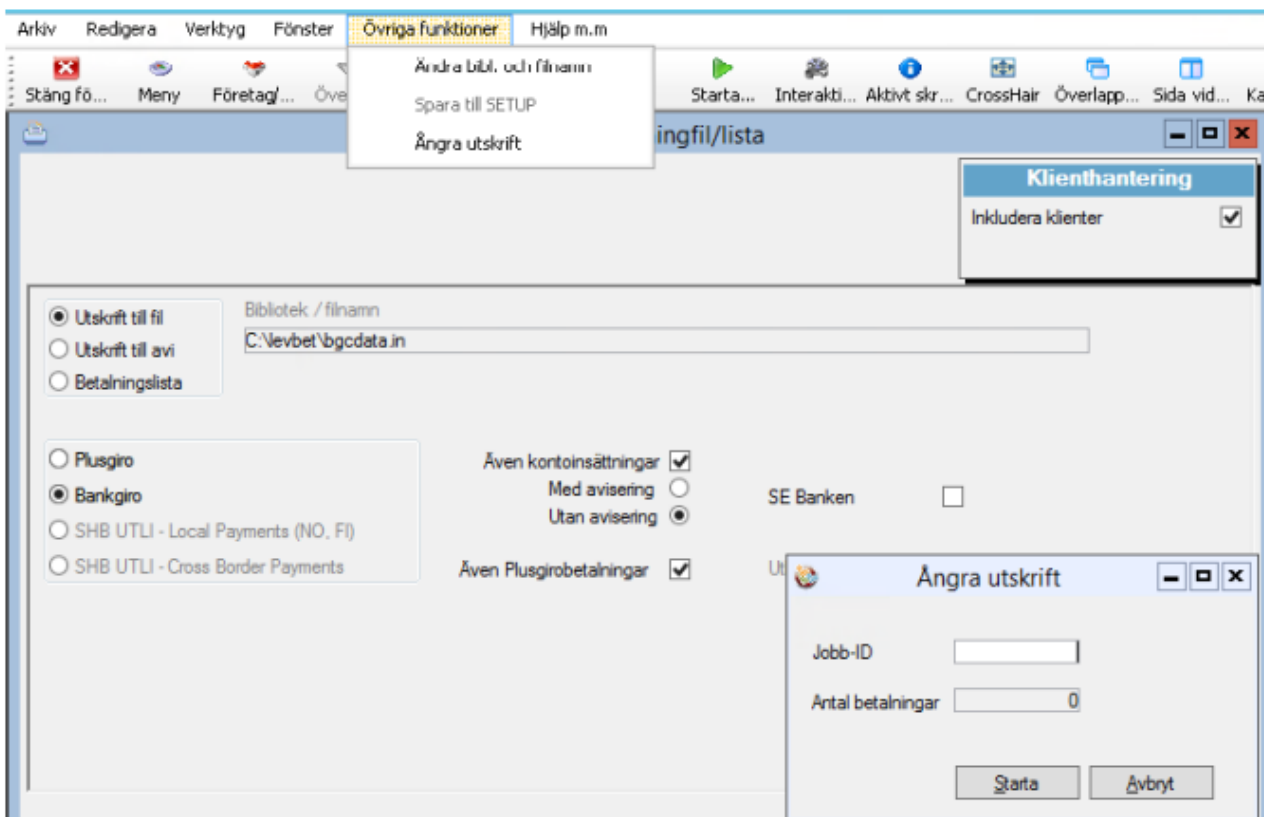 Arkiv Redigera Verktyg Fönster Övriga funktioner Hjälp m.m
Ändra bibl. och filnamn
Spara till SETUP
Ångra utskrift
Stäng fö... Meny Företag/... Öve Starta... Interakti... Aktivt skr... CrossHair Överlapp... Sida vid... Ka
ingfil/lista
Klienthantering
Inkludera klienter
Utskrift till fil
Utskrift till avi
Betalningslista
Bibliotek / filnamn
C:\levbet\bgcdata.in
Plusgiro
Bankgiro
SHB UTLI - Local Payments (NO, FI)
SHB UTLI - Cross Border Payments
Även kontoinsättningar
Med avisering
Utan avisering
Även Plusgirobetalningar
SE Banken
Ut
Ångra utskrift
Jobb-ID
Antal betalningar 0
Starta Avbryt